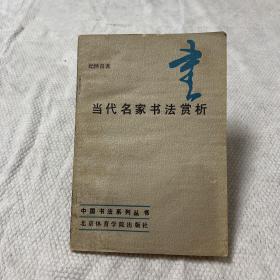 当代名家书法赏析
中国书法系列丛书
北京体育学院出版社